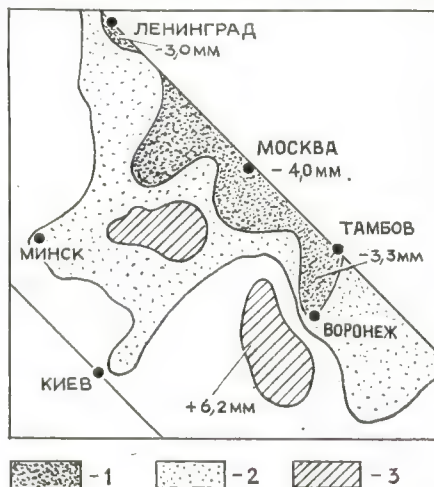 ЛЕНИНГРАД
-3,0мм
МОСКВА
-4,0мм
ТАМБОВ
-3,3мм
МИНСК
ВОРОНЕЖ
КИЕВ
+6,2мм
-1 -2 -3